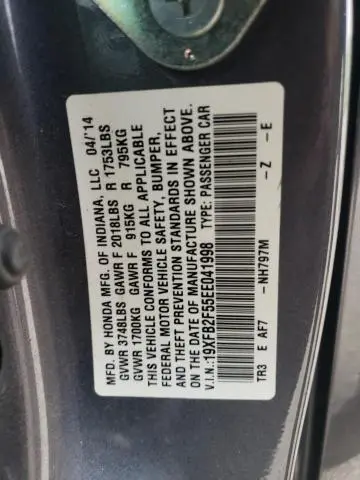 MFD. BY HONDA MFG. OF INDIANA, LLC 04/'14
GVWR 3748LBS GAWR F 2018LBS R 1753LBS
GVWR 1700KG GAWR F 915KG R 795KG
THIS VEHICLE CONFORMS TO ALL APPLICABLE
FEDERAL MOTOR VEHICLE SAFETY, BUMPER,
AND THEFT PREVENTION STANDARDS IN EFFECT
ON THE DATE OF MANUFACTURE SHOWN ABOVE.
V.I.N.:19XFB2F55EE041998 TYPE: PASSENGER CAR
TR3 E AF7 -NH797M -Z -E